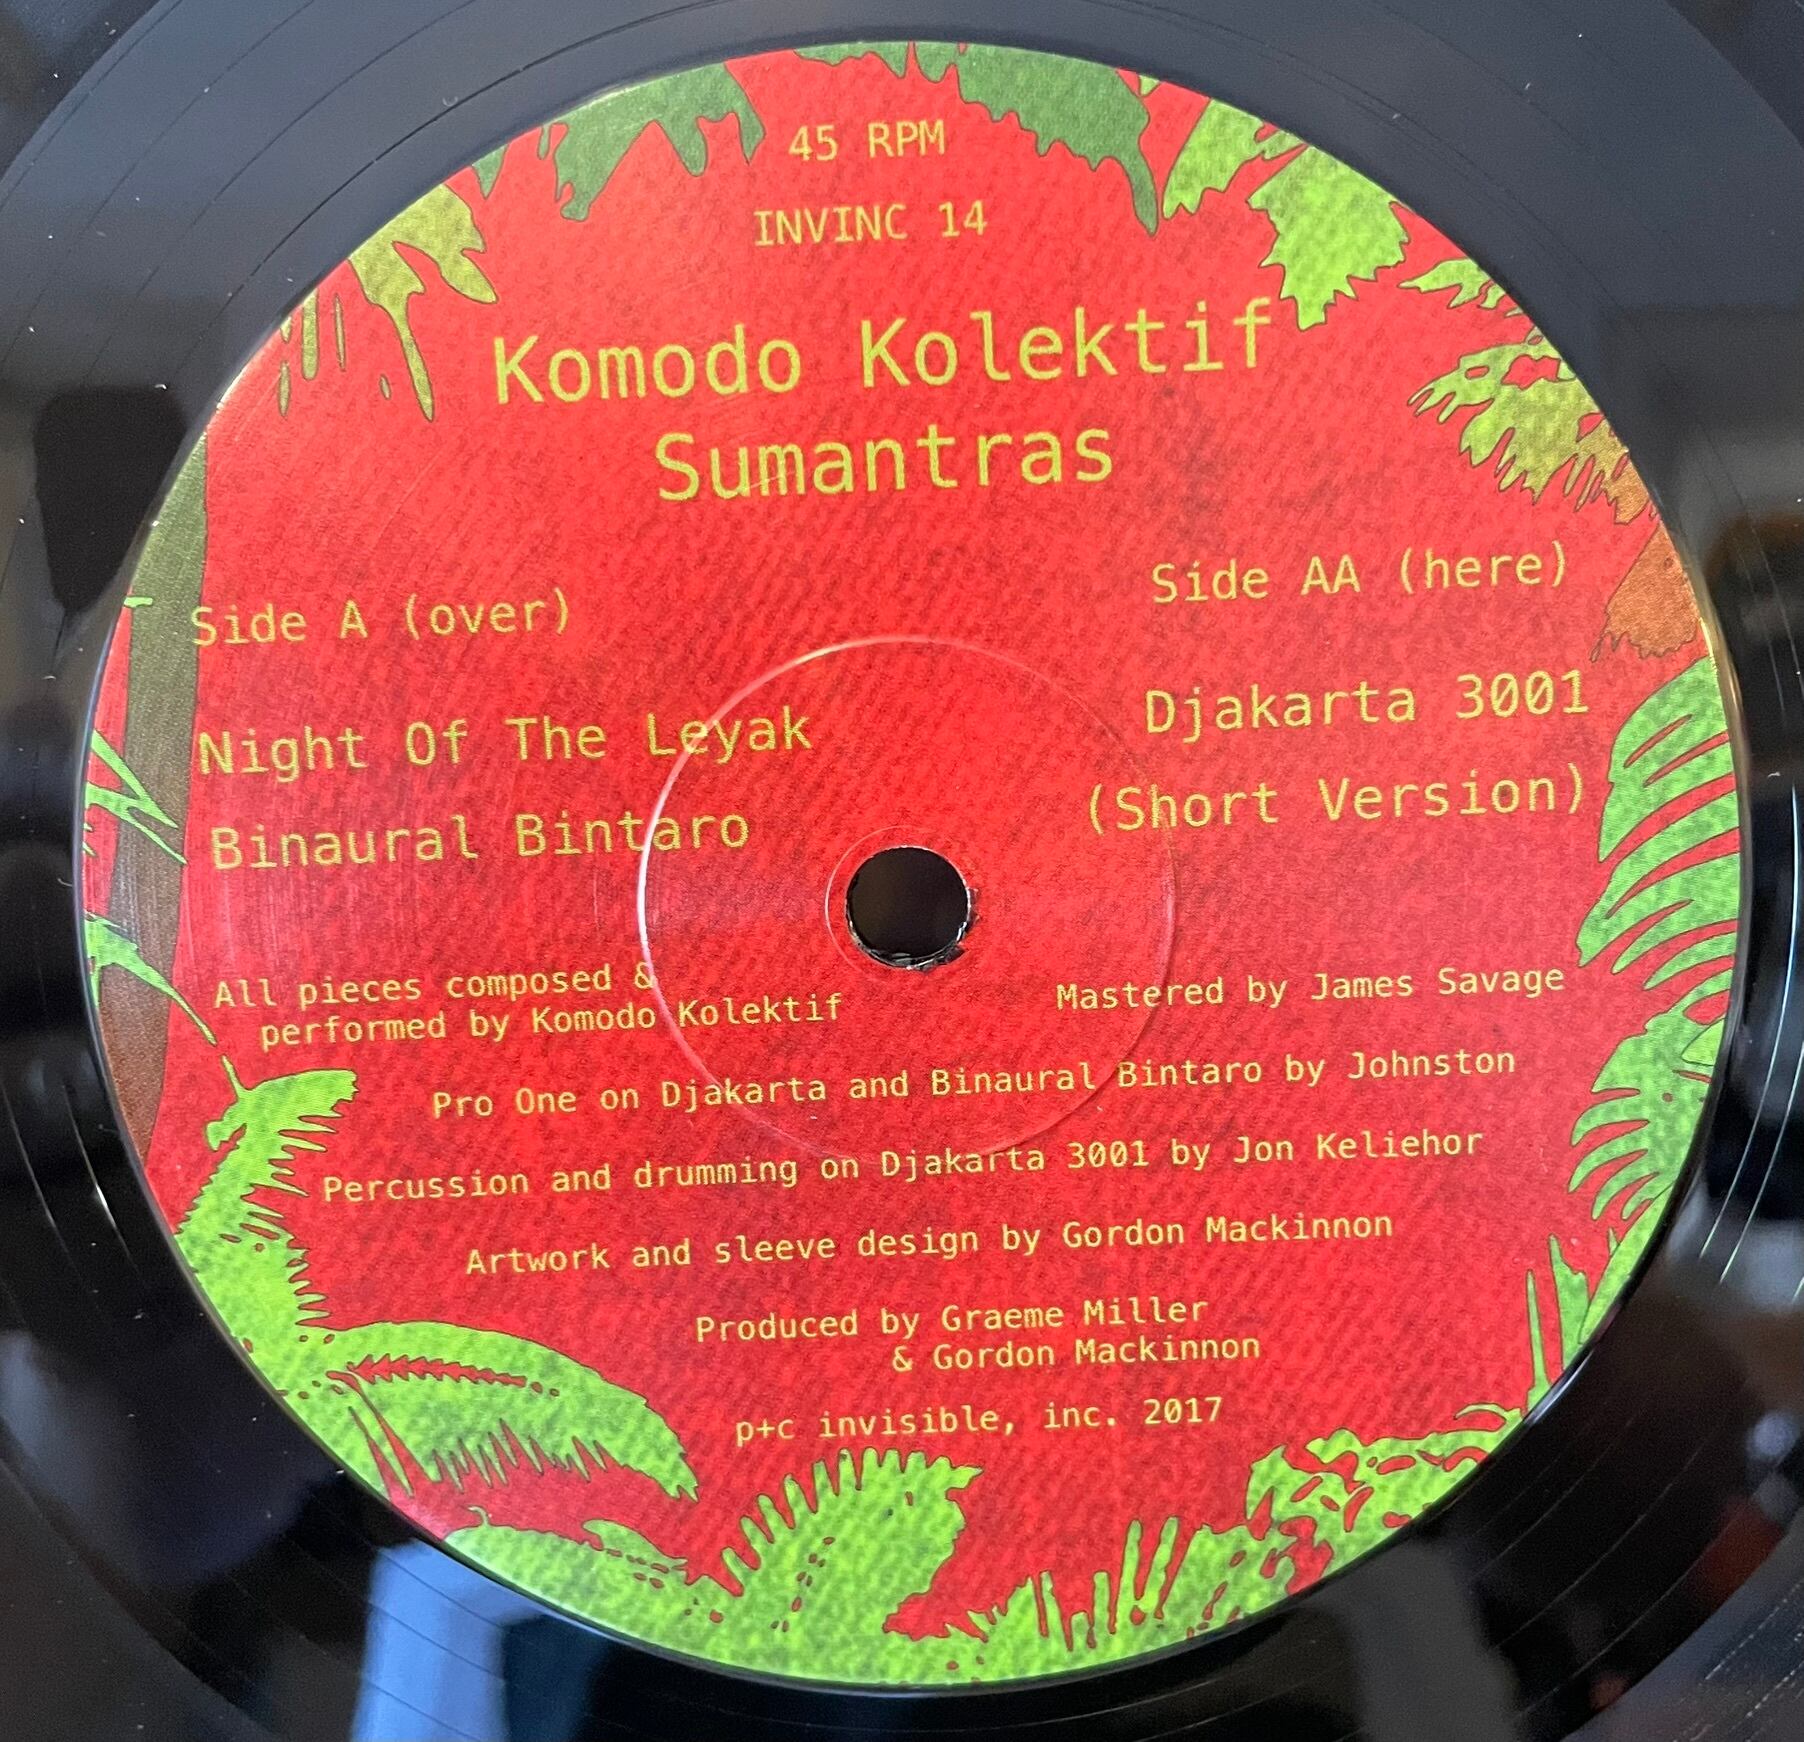 45 RPM
INVINC 14
Komodo Kolektif
Sumantras
Side A (over)
Night Of The Leyak
Binaural Bintaro
Side AA (here)
Djakarta 3001
(Short Version)
All pieces composed &
performed by Komodo Kolektif
Mastered by James Savage
Pro One on Djakarta and Binaural Bintaro by Johnston
Percussion and drumming on Djakarta 3001 by Jon Keliehor
Artwork and sleeve design by Gordon Mackinnon
Produced by Graeme Miller
& Gordon Mackinnon
p+c invisible, inc. 2017